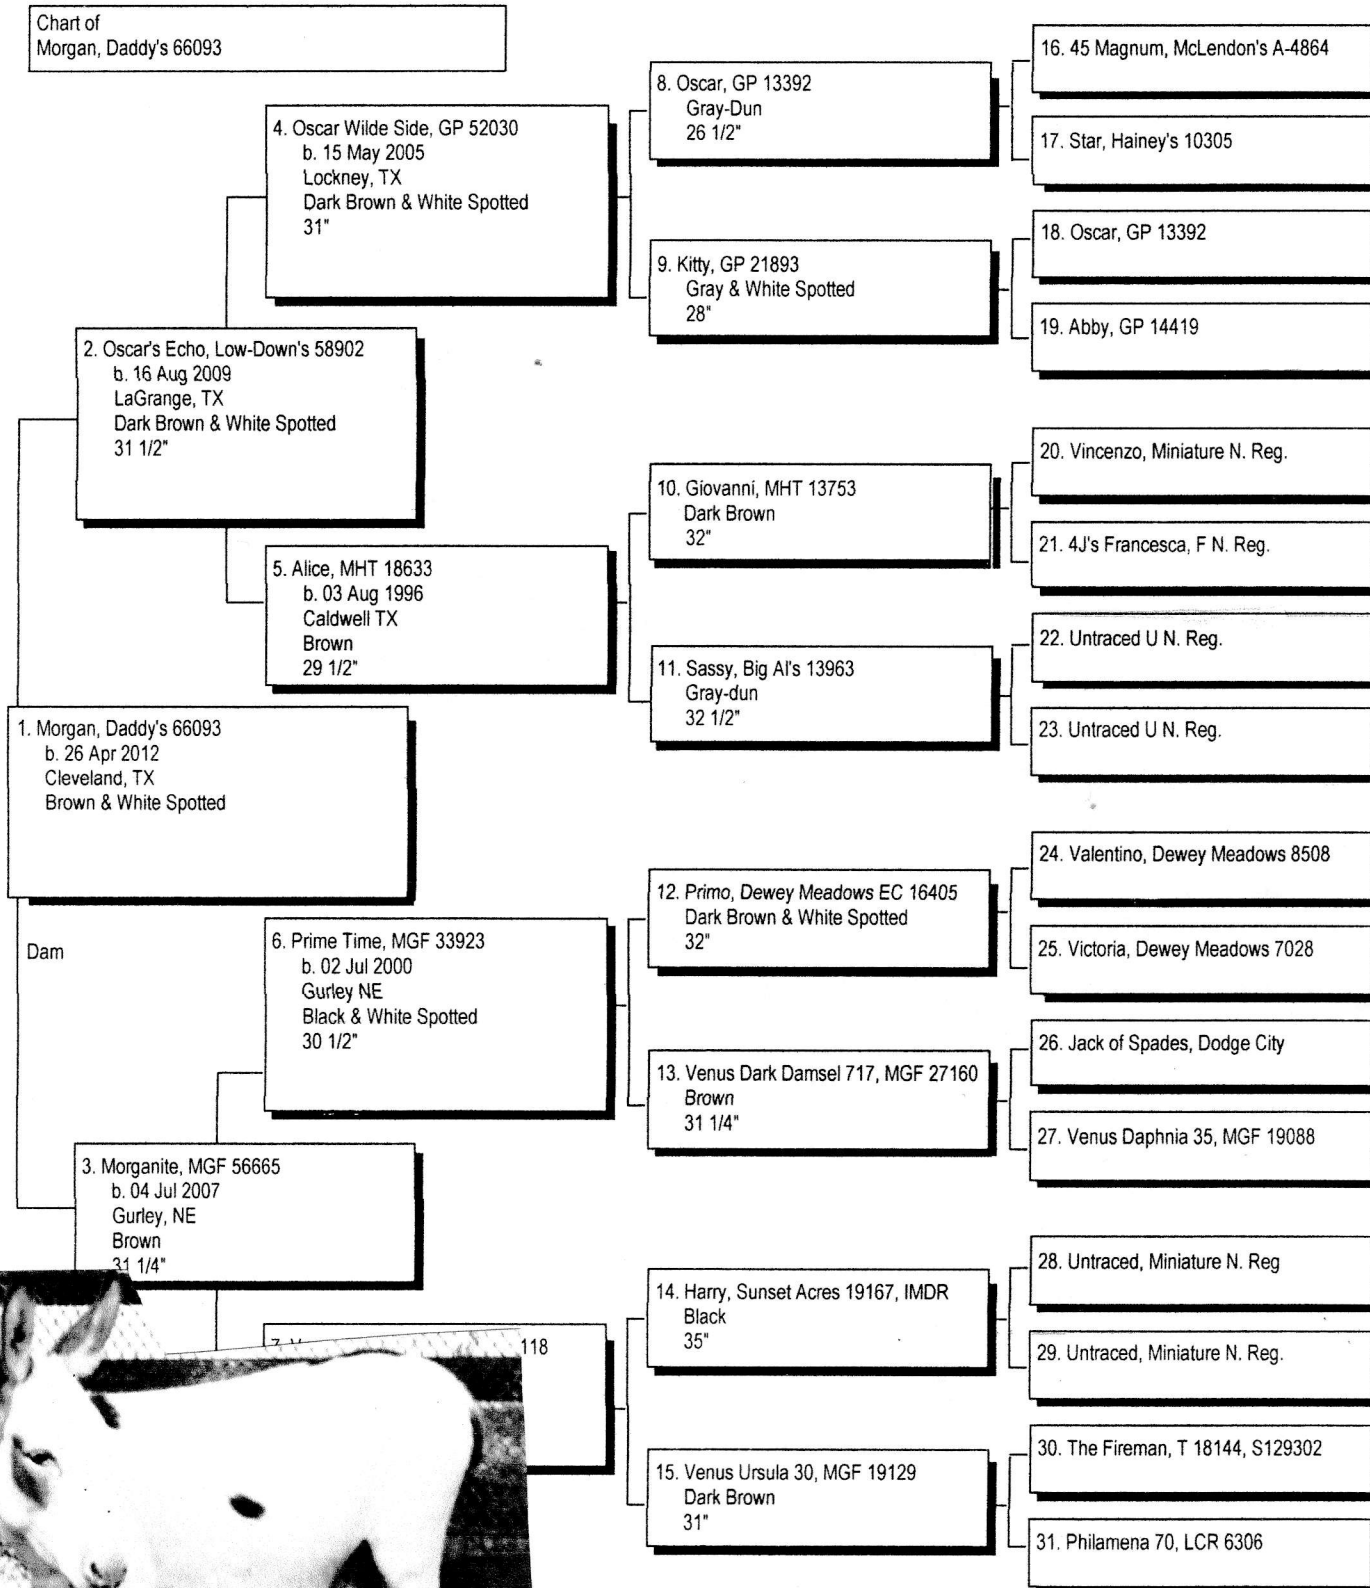 Chart of
Morgan, Daddy's 66093
1. Morgan, Daddy's 66093
b. 26 Apr 2012
Cleveland, TX
Brown & White Spotted
Dam
2. Oscar's Echo, Low-Down's 58902
b. 16 Aug 2009
LaGrange, TX
Dark Brown & White Spotted
31 1/2"
3. Morganite, MGF 56665
b. 04 Jul 2007
Gurley, NE
Brown
31 1/4"
4. Oscar Wilde Side, GP 52030
b. 15 May 2005
Lockney, TX
Dark Brown & White Spotted
31"
5. Alice, MHT 18633
b. 03 Aug 1996
Caldwell TX
Brown
29 1/2"
6. Prime Time, MGF 33923
b. 02 Jul 2000
Gurley NE
Black & White Spotted
30 1/2"
118
8. Oscar, GP 13392
Gray-Dun
26 1/2"
9. Kitty, GP 21893
Gray & White Spotted
28"
10. Giovanni, MHT 13753
Dark Brown
32"
11. Sassy, Big Al's 13963
Gray-dun
32 1/2"
12. Primo, Dewey Meadows EC 16405
Dark Brown & White Spotted
32"
13. Venus Dark Damsel 717, MGF 27160
Brown
31 1/4"
14. Harry, Sunset Acres 19167, IMDR
Black
35"
15. Venus Ursula 30, MGF 19129
Dark Brown
31"
16. 45 Magnum, McLendon's A-4864
17. Star, Hainey's 10305
18. Oscar, GP 13392
19. Abby, GP 14419
20. Vincenzo, Miniature N. Reg.
21. 4J's Francesca, F N. Reg.
22. Untraced U N. Reg.
23. Untraced U N. Reg.
24. Valentino, Dewey Meadows 8508
25. Victoria, Dewey Meadows 7028
26. Jack of Spades, Dodge City
27. Venus Daphnia 35, MGF 19088
28. Untraced, Miniature N. Reg
29. Untraced, Miniature N. Reg.
30. The Fireman, T 18144, S129302
31. Philamena 70, LCR 6306